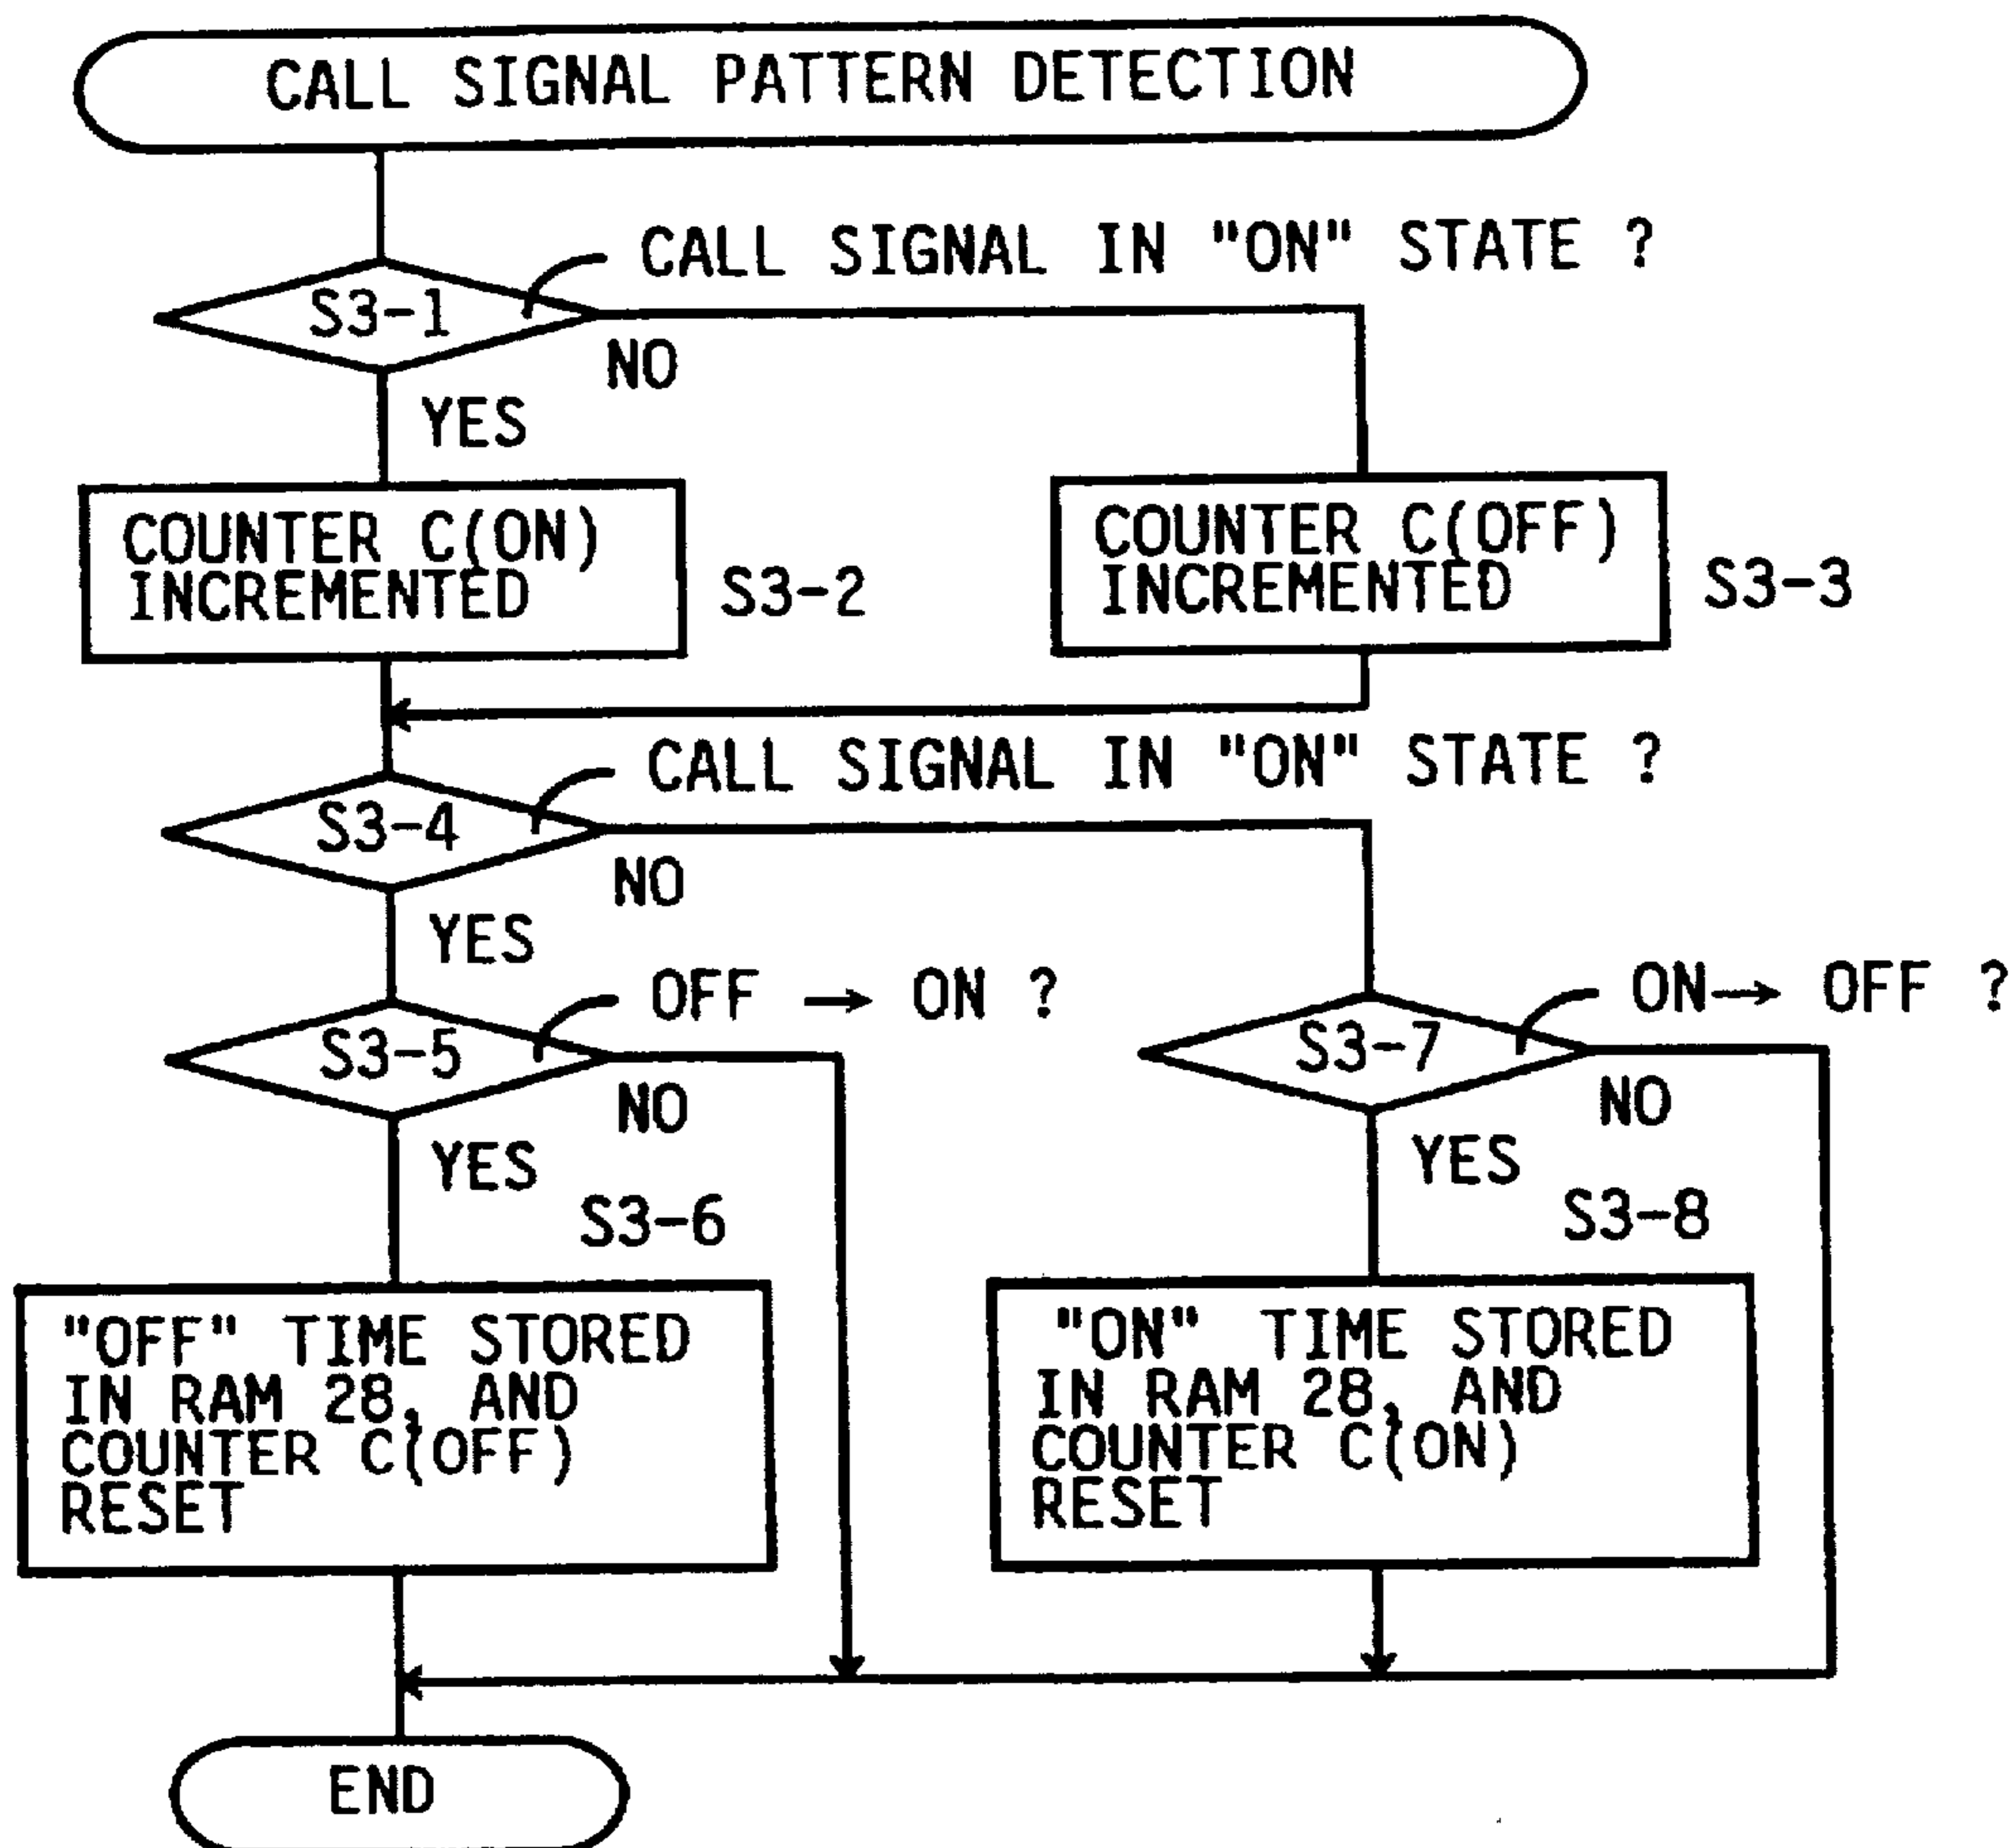 CALL SIGNAL PATTERN DETECTION
CALL SIGNAL IN "ON" STATE ?
S3-1
NO
YES
COUNTER C(ON)
INCREMENTED
S3-2
COUNTER C(OFF)
INCREMENTED
S3-3
CALL SIGNAL IN "ON" STATE ?
S3-4
NO
YES
OFF → ON ?
S3-5
NO
YES
ON→ OFF ?
S3-7
NO
YES
S3-6
"OFF" TIME STORED
IN RAM 28, AND
COUNTER C(OFF)
RESET
S3-8
"ON" TIME STORED
IN RAM 28, AND
COUNTER C(ON)
RESET
END